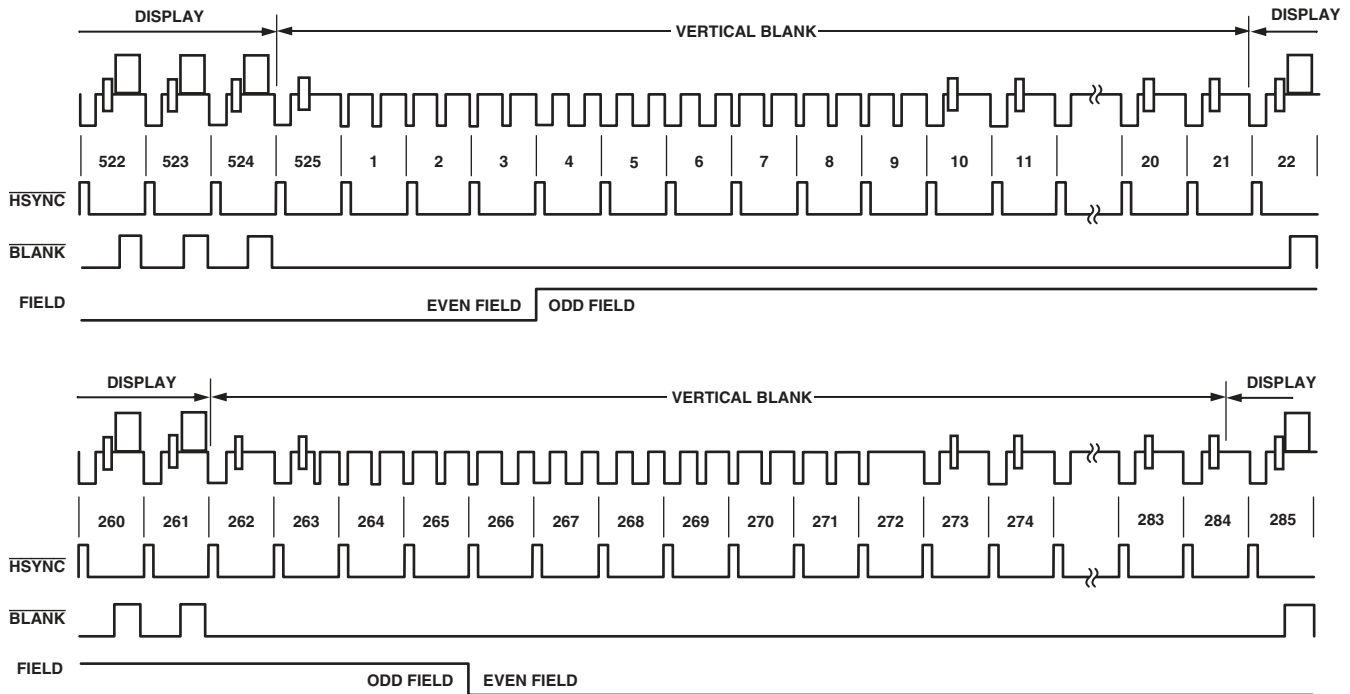 DISPLAY VERTICAL BLANK DISPLAY
522 523 524 525 1 2 3 4 5 6 7 8 9 10 11 20 21 22
HSYNC
BLANK
FIELD EVEN FIELD ODD FIELD
DISPLAY VERTICAL BLANK DISPLAY
260 261 262 263 264 265 266 267 268 269 270 271 272 273 274 283 284 285
HSYNC
BLANK
FIELD ODD FIELD EVEN FIELD